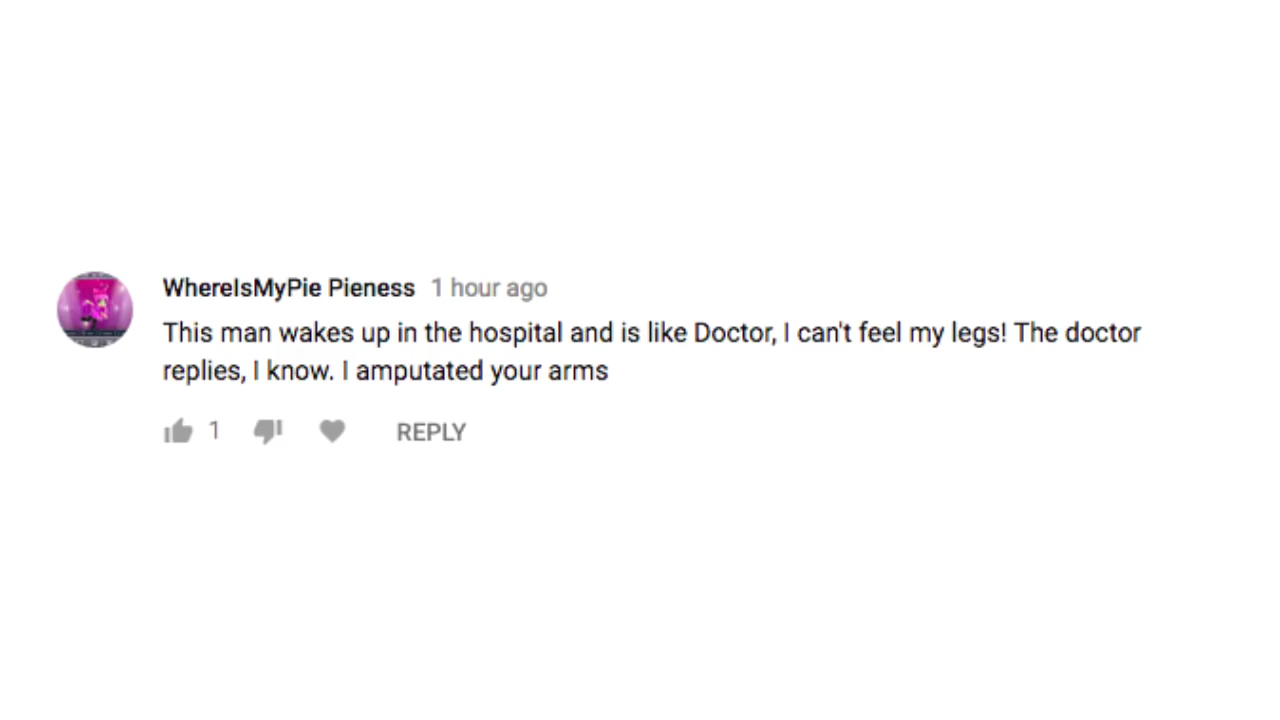 WhereIsMyPie Pieness 1 hour ago
This man wakes up in the hospital and is like Doctor, I can't feel my legs! The doctor
replies, I know. I amputated your arms
1 REPLY